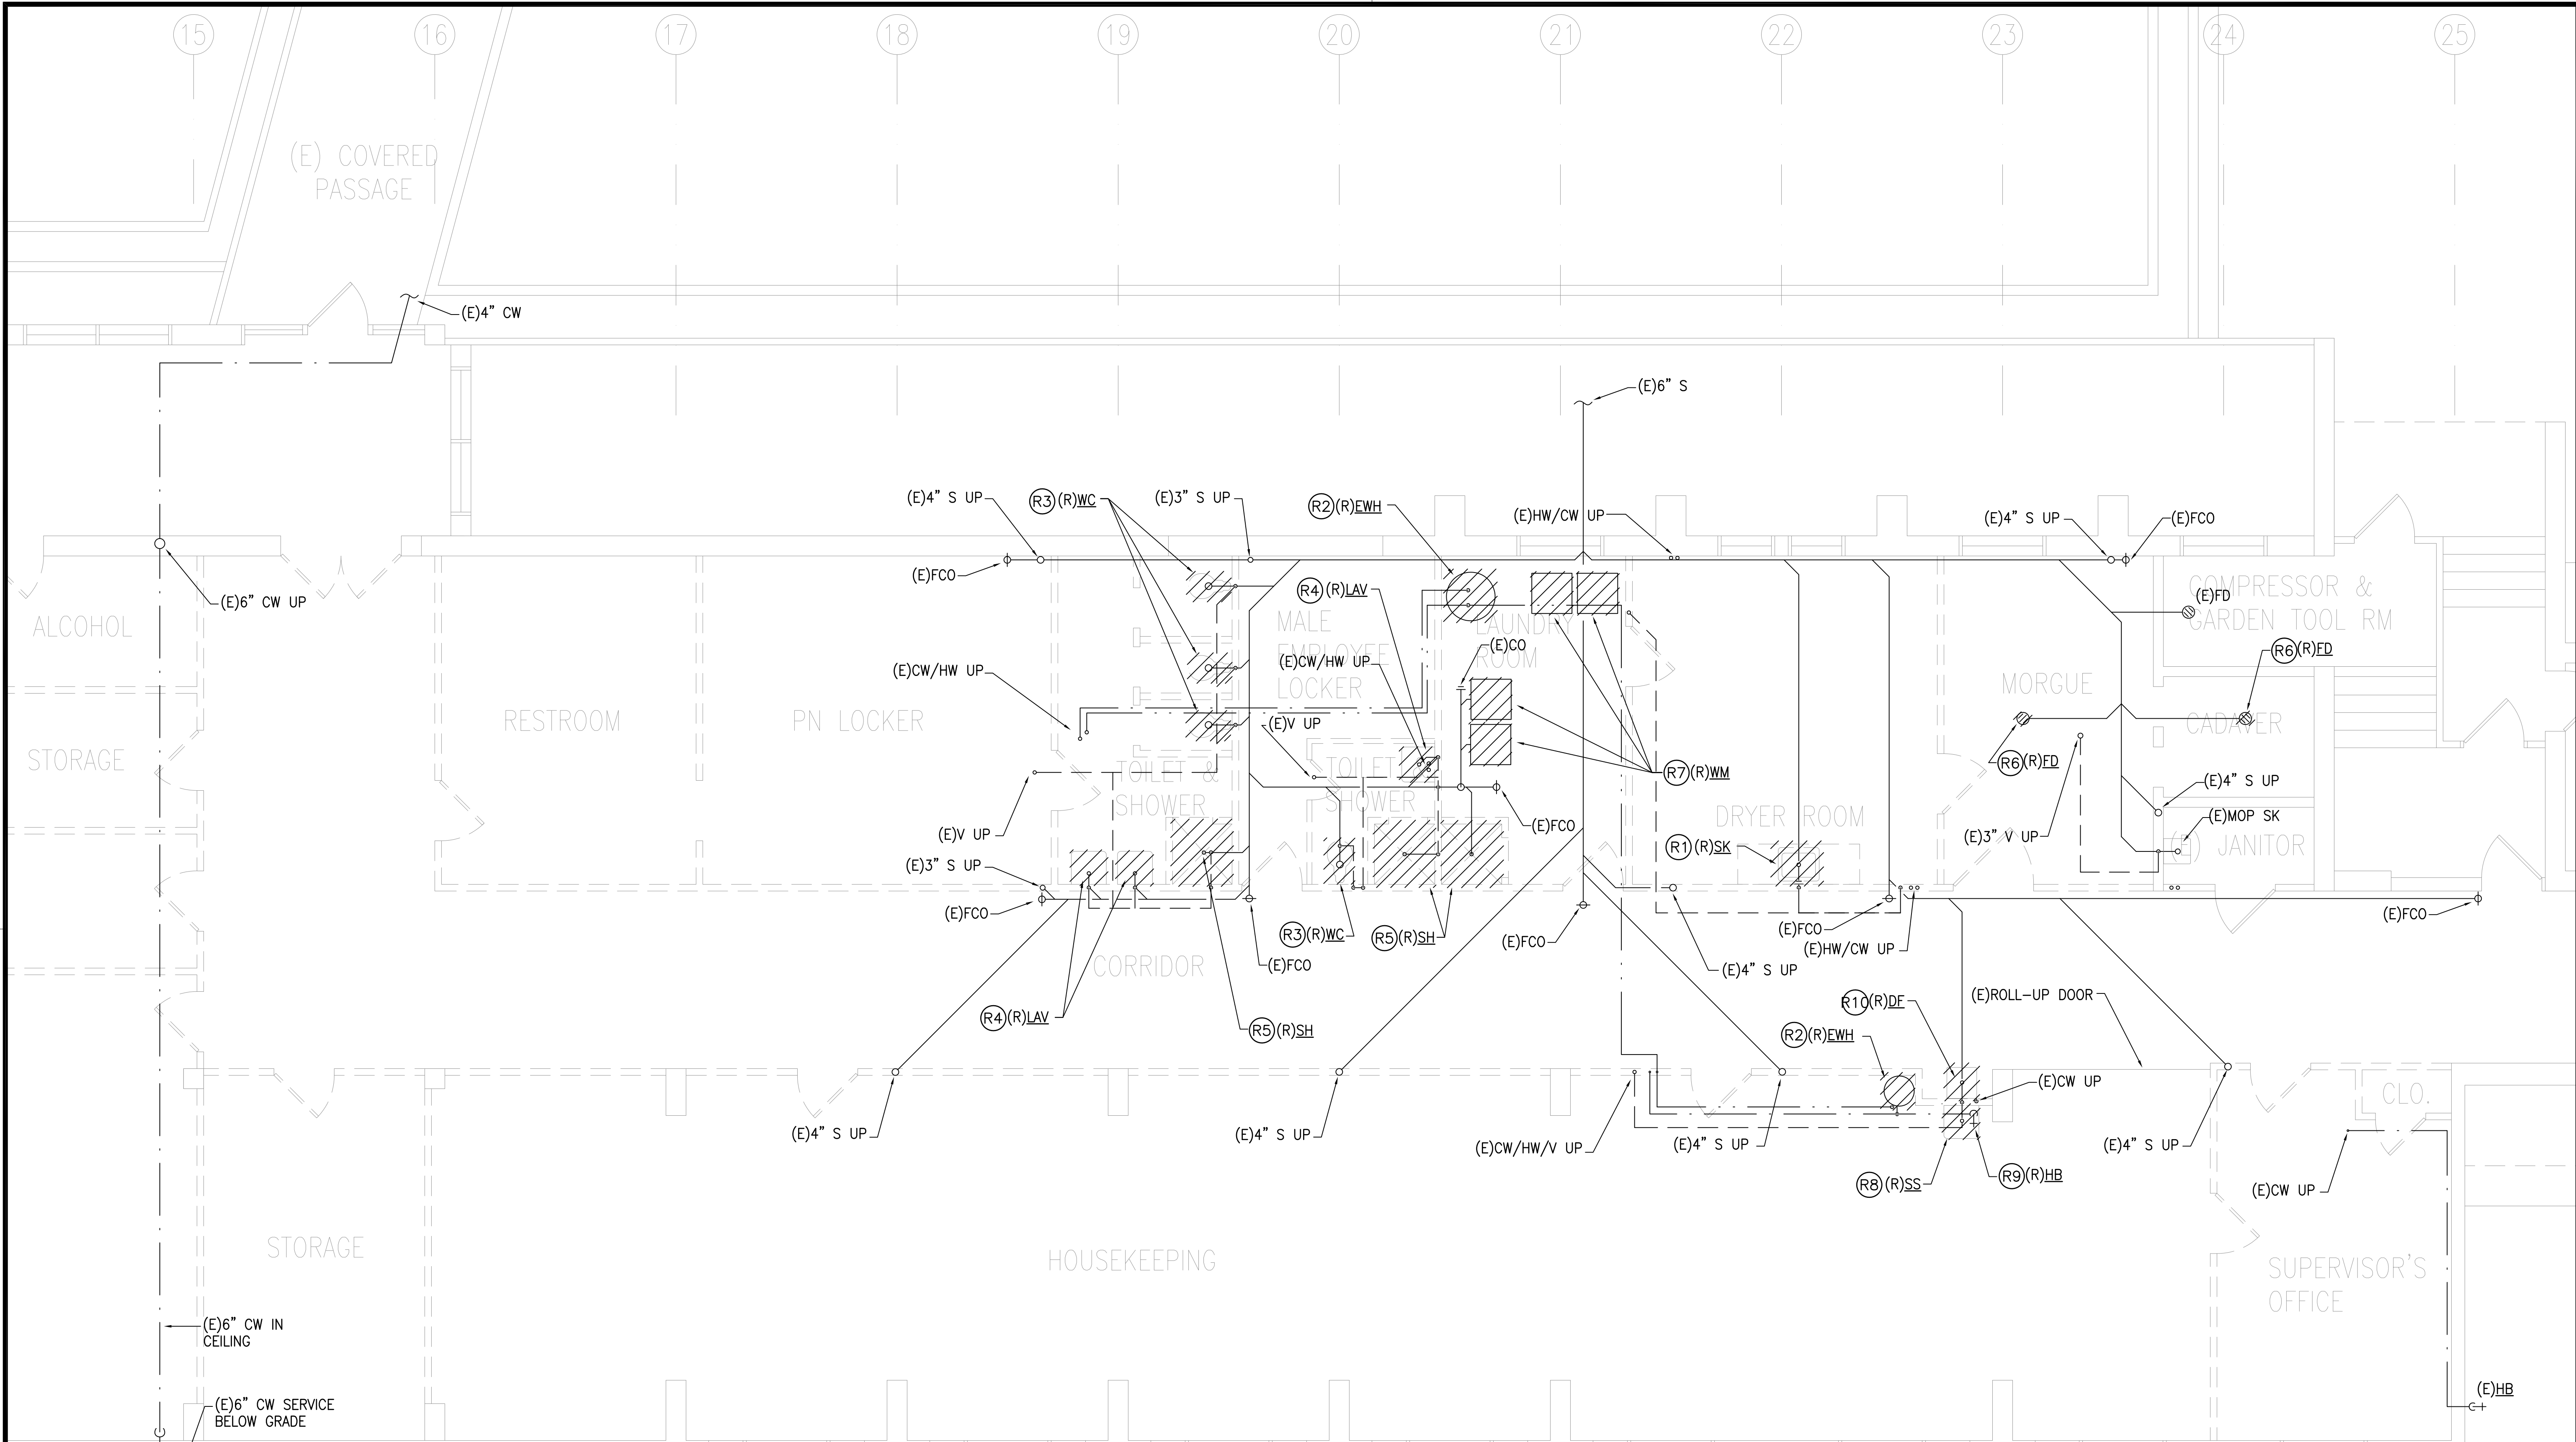 15
16
17
18
19
20
21
22
23
24
25
(E) COVERED
PASSAGE
(E)4" CW
(E)6" S
(E)4" S UP
R3 (R)WC
(E)3" S UP
R2 (R)EWH
(E)HW/CW UP
(E)4" S UP
(E)FCO
(E)FCO
(E)6" CW UP
ALCOHOL
R4 (R)LAV
MALE
EMPLOYEE
LOCKER
LAUNDRY
ROOM
COMPRESSOR &
GARDEN TOOL RM
(E)FD
(E)CO
R6 (R)FD
(E)CW/HW UP
(E)CW/HW UP
MORGUE
RESTROOM
PN LOCKER
(E)V UP
CADAVER
STORAGE
R6 (R)FD
TOILET &
SHOWER
TOILET
SHOWER
R7 (R)WM
(E)4" S UP
DRYER ROOM
(E)MOP SK
(E)V UP
(E)FCO
(E)3" V UP
R1 (R)SK
(E) JANITOR
(E)3" S UP
(E)FCO
(E)FCO
R3 (R)WC
R5 (R)SH
(E)FCO
(E)FCO
(E)HW/CW UP
(E)FCO
CORRIDOR
(E)4" S UP
R10 (R)DF
(E)ROLL-UP DOOR
R4 (R)LAV
R5 (R)SH
R2 (R)EWH
(E)CW UP
CLO.
(E)4" S UP
(E)4" S UP
(E)CW/HW/V UP
(E)4" S UP
(E)4" S UP
R8 (R)SS
R9 (R)HB
(E)CW UP
STORAGE
HOUSEKEEPING
SUPERVISOR'S
OFFICE
(E)6" CW IN
CEILING
(E)6" CW SERVICE
BELOW GRADE
(E)HB